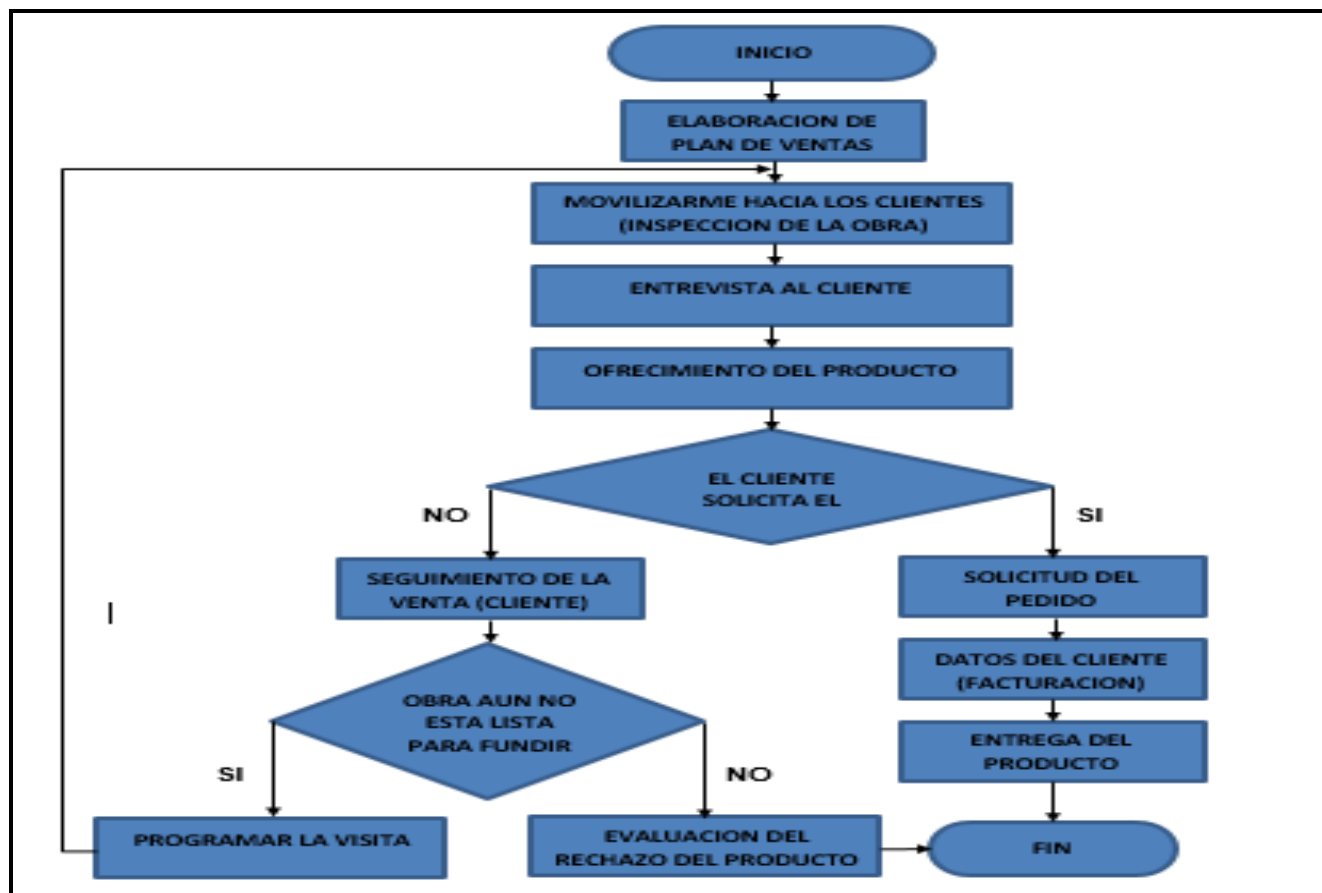 INICIO
ELABORACION DE
PLAN DE VENTAS
MOVILIZARME HACIA LOS CLIENTES
(INSPECCION DE LA OBRA)
ENTREVISTA AL CLIENTE
OFRECIMIENTO DEL PRODUCTO
EL CLIENTE
SOLICITA EL
NO
SI
SEGUIMIENTO DE LA
VENTA (CLIENTE)
SOLICITUD DEL
PEDIDO
OBRA AUN NO
ESTA LISTA
PARA FUNDIR
DATOS DEL CLIENTE
(FACTURACION)
ENTREGA DEL
PRODUCTO
SI
NO
PROGRAMAR LA VISITA
EVALUACION DEL
RECHAZO DEL PRODUCTO
FIN